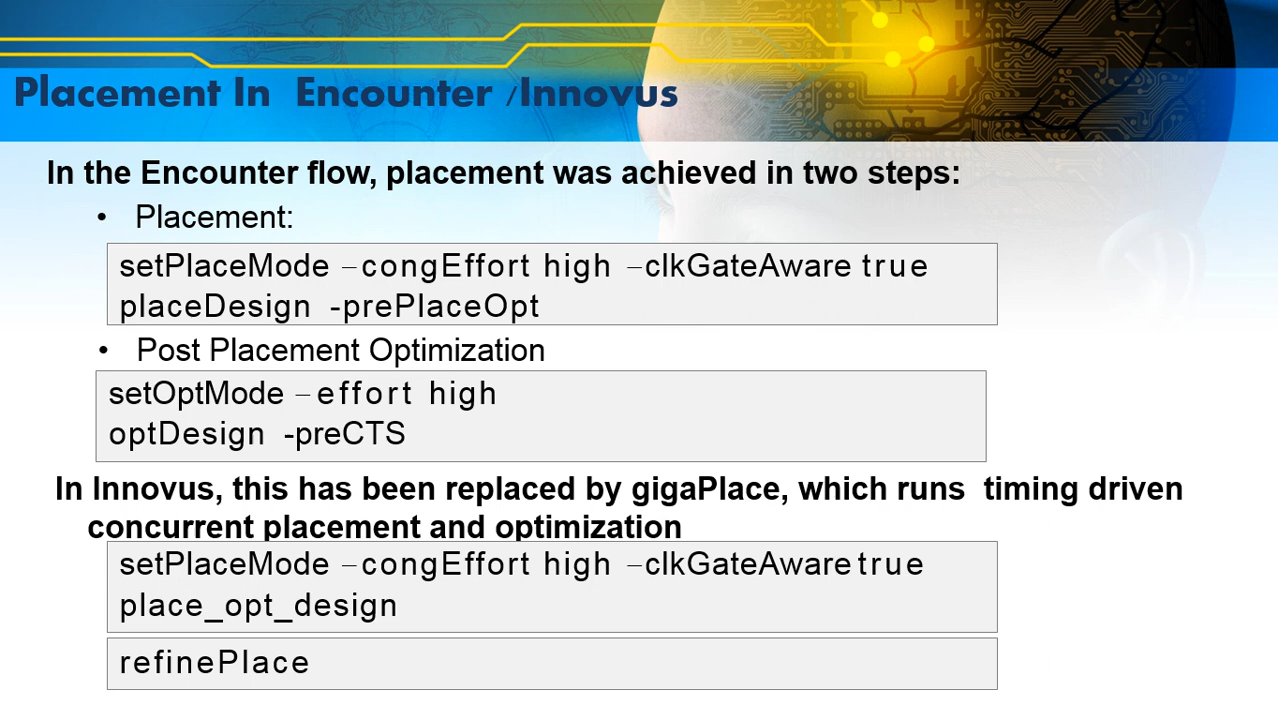 Placement In Encounter /Innovus
In the Encounter flow, placement was achieved in two steps:
• Placement:
setPlaceMode –congEffort high –clkGateAware true
placeDesign -prePlaceOpt
• Post Placement Optimization
setOptMode –effort high
optDesign -preCTS
In Innovus, this has been replaced by gigaPlace, which runs timing driven
concurrent placement and optimization
setPlaceMode –congEffort high –clkGateAware true
place_opt_design
refinePlace